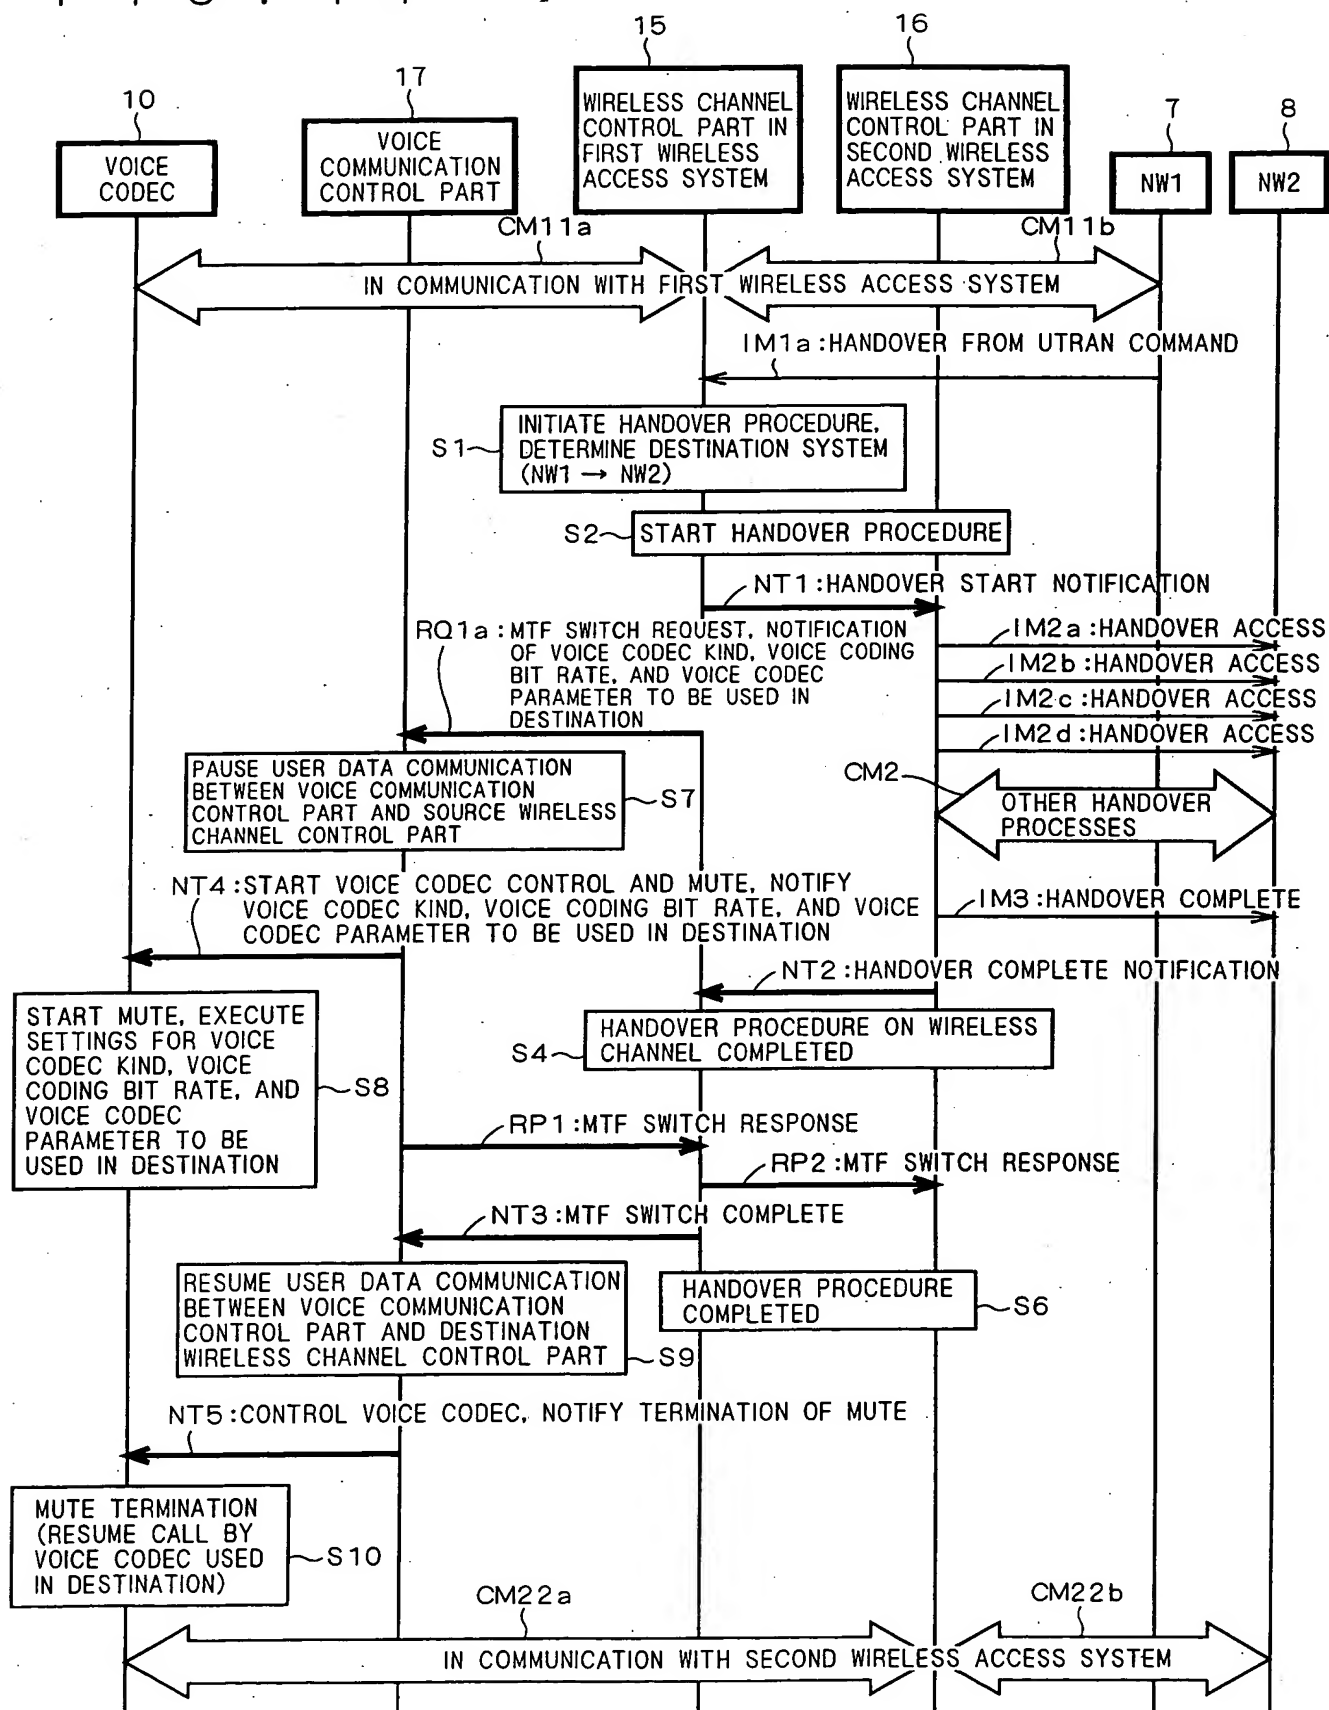 15
16
17
10
7
8
WIRELESS CHANNEL
CONTROL PART IN
FIRST WIRELESS
ACCESS SYSTEM
WIRELESS CHANNEL
CONTROL PART IN
SECOND WIRELESS
ACCESS SYSTEM
VOICE
COMMUNICATION
CONTROL PART
VOICE
CODEC
NW1
NW2
CM11a
CM11b
IN COMMUNICATION WITH FIRST WIRELESS ACCESS SYSTEM
IM1a:HANDOVER FROM UTRAN COMMAND
S1
INITIATE HANDOVER PROCEDURE,
DETERMINE DESTINATION SYSTEM
(NW1 → NW2)
S2
START HANDOVER PROCEDURE
NT1:HANDOVER START NOTIFICATION
RQ1a:MTF SWITCH REQUEST, NOTIFICATION
OF VOICE CODEC KIND, VOICE CODING
BIT RATE, AND VOICE CODEC
PARAMETER TO BE USED IN
DESTINATION
IM2a:HANDOVER ACCESS
IM2b:HANDOVER ACCESS
IM2c:HANDOVER ACCESS
IM2d:HANDOVER ACCESS
PAUSE USER DATA COMMUNICATION
BETWEEN VOICE COMMUNICATION
CONTROL PART AND SOURCE WIRELESS
CHANNEL CONTROL PART
S7
CM2
OTHER HANDOVER
PROCESSES
NT4:START VOICE CODEC CONTROL AND MUTE, NOTIFY
VOICE CODEC KIND, VOICE CODING BIT RATE, AND VOICE
CODEC PARAMETER TO BE USED IN DESTINATION
IM3:HANDOVER COMPLETE
NT2:HANDOVER COMPLETE NOTIFICATION
START MUTE, EXECUTE
SETTINGS FOR VOICE
CODEC KIND, VOICE
CODING BIT RATE, AND
VOICE CODEC
PARAMETER TO BE
USED IN DESTINATION
S8
S4
HANDOVER PROCEDURE ON WIRELESS
CHANNEL COMPLETED
RP1:MTF SWITCH RESPONSE
RP2:MTF SWITCH RESPONSE
NT3:MTF SWITCH COMPLETE
RESUME USER DATA COMMUNICATION
BETWEEN VOICE COMMUNICATION
CONTROL PART AND DESTINATION
WIRELESS CHANNEL CONTROL PART
S9
HANDOVER PROCEDURE
COMPLETED
S6
NT5:CONTROL VOICE CODEC, NOTIFY TERMINATION OF MUTE
MUTE TERMINATION
(RESUME CALL BY
VOICE CODEC USED
IN DESTINATION)
S10
CM22a
CM22b
IN COMMUNICATION WITH SECOND WIRELESS ACCESS SYSTEM